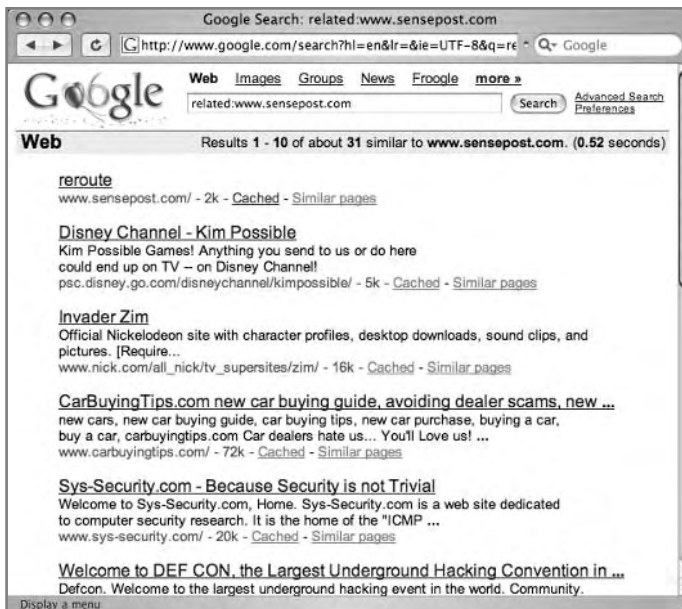 Google Search: related:www.sensepost.com
http://www.google.com/search?hl=en&lr=&ie=UTF-8&q=re
Google
Google
Web Images Groups News Froogle more »
related:www.sensepost.com
Search
Advanced Search
Preferences
Web
Results 1 - 10 of about 31 similar to www.sensepost.com. (0.52 seconds)
reroute
www.sensepost.com/ - 2k - Cached - Similar pages
Disney Channel - Kim Possible
Kim Possible Games! Anything you send to us or do here
could end up on TV -- on Disney Channel!
psc.disney.go.com/disneychannel/kimpossible/ - 5k - Cached - Similar pages
Invader Zim
Official Nickelodeon site with character profiles, desktop downloads, sound clips, and
pictures. [Require...
www.nick.com/all_nick/tv_supersites/zim/ - 16k - Cached - Similar pages
CarBuyingTips.com new car buying guide, avoiding dealer scams, new ...
new cars, new car buying guide, car buying tips, new car purchase, buying a car,
buy a car, carbuyingtips.com Car dealers hate us... You'll Love us! ...
www.carbuyingtips.com/ - 72k - Cached - Similar pages
Sys-Security.com - Because Security is not Trivial
Welcome to Sys-Security.com, Home. Sys-Security.com is a web site dedicated
to computer security research. It is the home of the "ICMP ...
www.sys-security.com/ - 20k - Cached - Similar pages
Welcome to DEF CON, the Largest Underground Hacking Convention in ...
Defcon. Welcome to the largest underground hacking event in the world. Community.
Display a menu